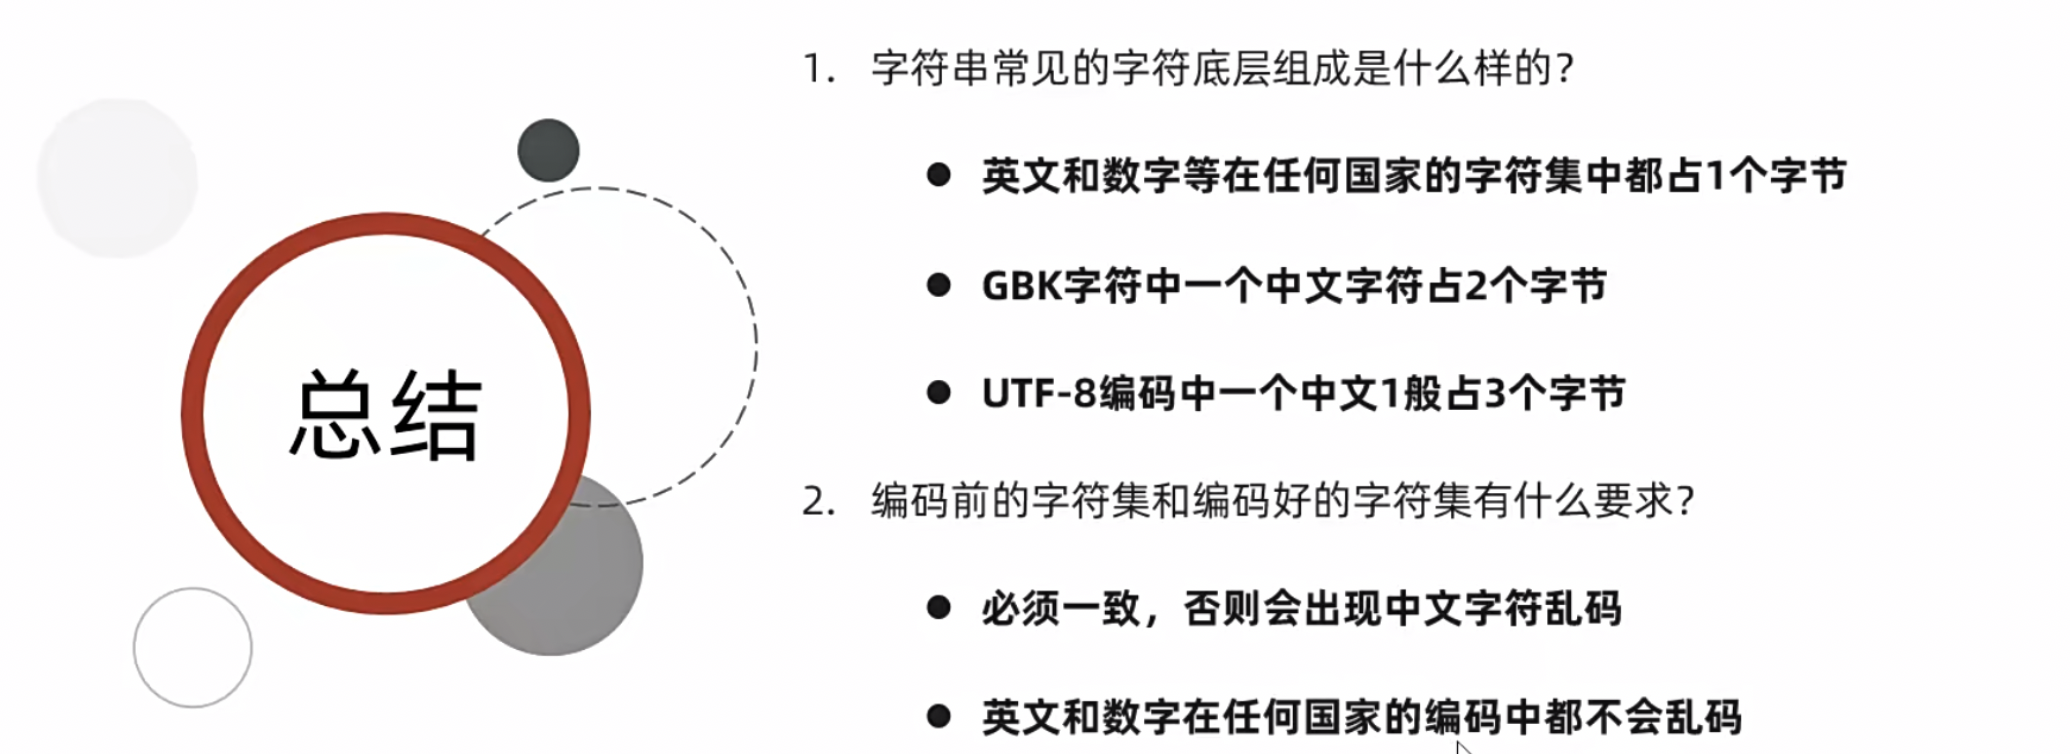 总结
1. 字符串常见的字符底层组成是什么样的?
● 英文和数字等在任何国家的字符集中都占1个字节
● GBK字符中一个中文字符占2个字节
● UTF-8编码中一个中文1般占3个字节
2. 编码前的字符集和编码好的字符集有什么要求?
● 必须一致，否则会出现中文字符乱码
● 英文和数字在任何国家的编码中都不会乱码